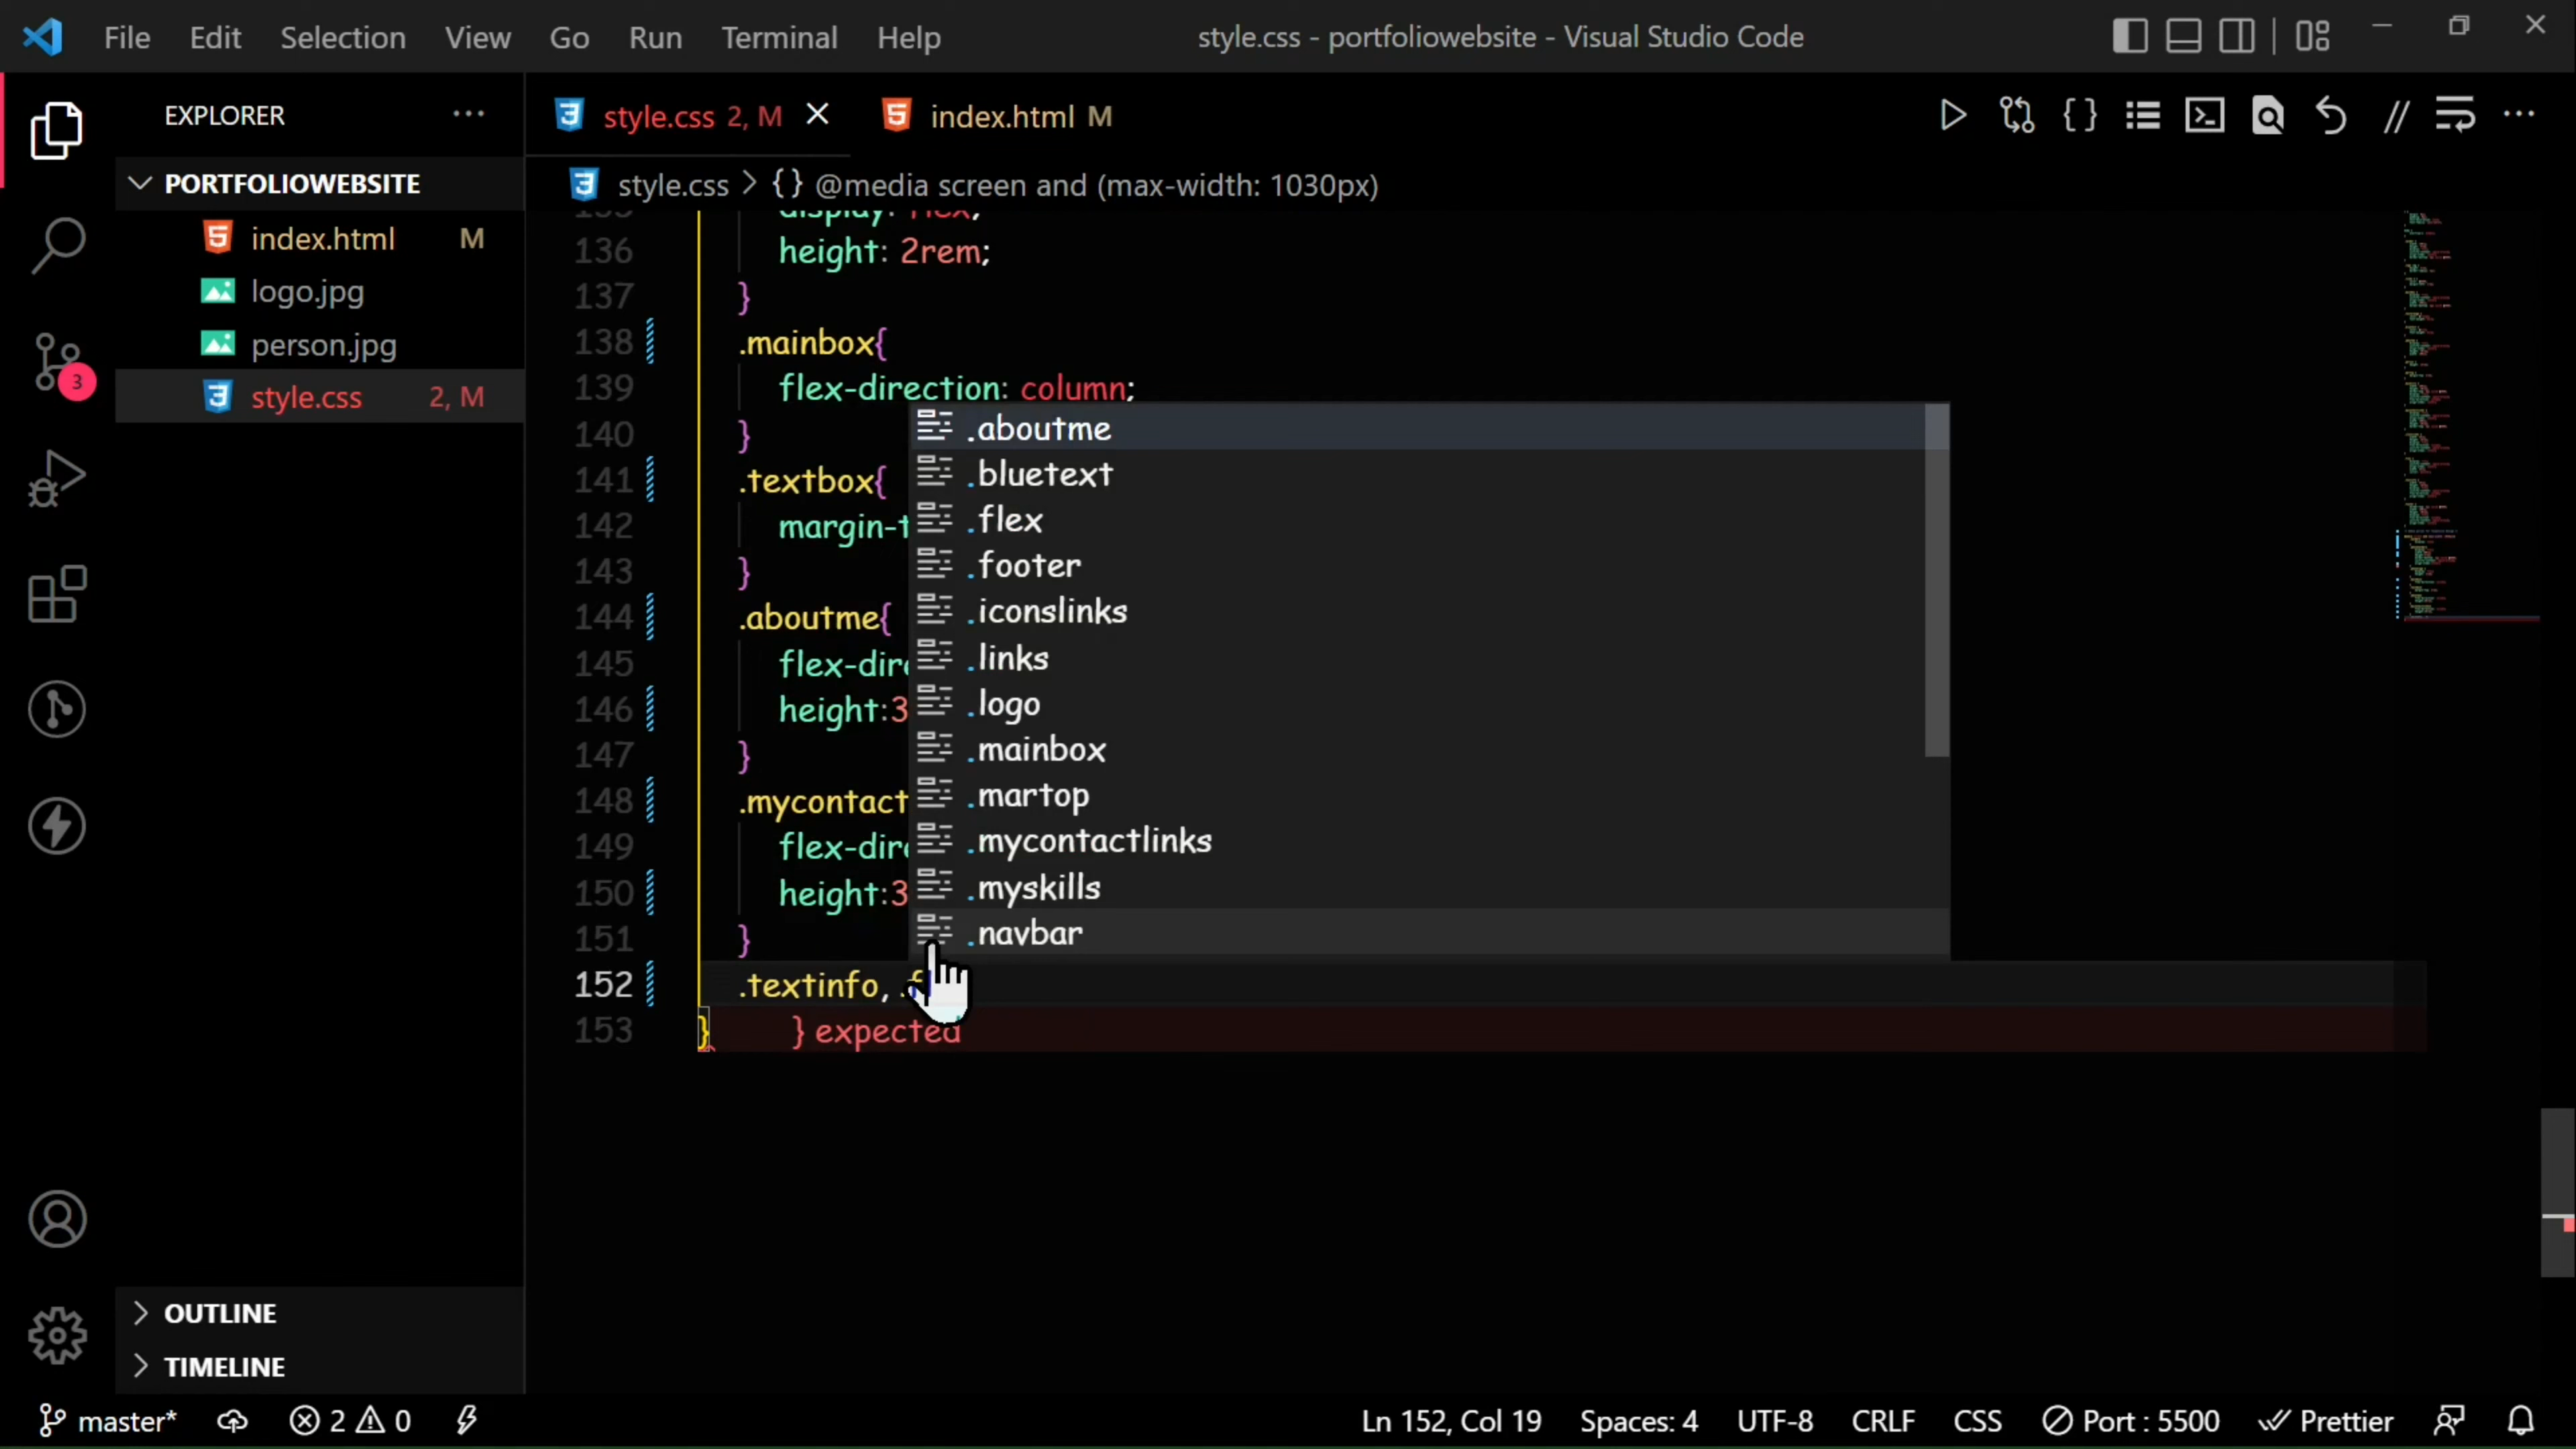 File Edit Selection View Go Run Terminal Help
style.css - portfoliowebsite - Visual Studio Code
EXPLORER
style.css 2, M
index.html M
PORTFOLIOWEBSITE
style.css > {} @media screen and (max-width: 1030px)
index.html M
logo.jpg
person.jpg
style.css 2, M
136 height: 2rem;
137 }
138 .mainbox{
139 flex-direction: column;
140 }
141 .textbox{
142 margin-t
143 }
144 .aboutme{
145 flex-dire
146 height:3
147 }
148 .mycontact
149 flex-dire
150 height:3
151 }
152 .textinfo, .f
153 } } expected
.aboutme
.bluetext
.flex
.footer
.iconslinks
.links
.logo
.mainbox
.martop
.mycontactlinks
.myskills
.navbar
3
OUTLINE
TIMELINE
master* 2 0
Ln 152, Col 19 Spaces: 4 UTF-8 CRLF CSS Port : 5500 Prettier